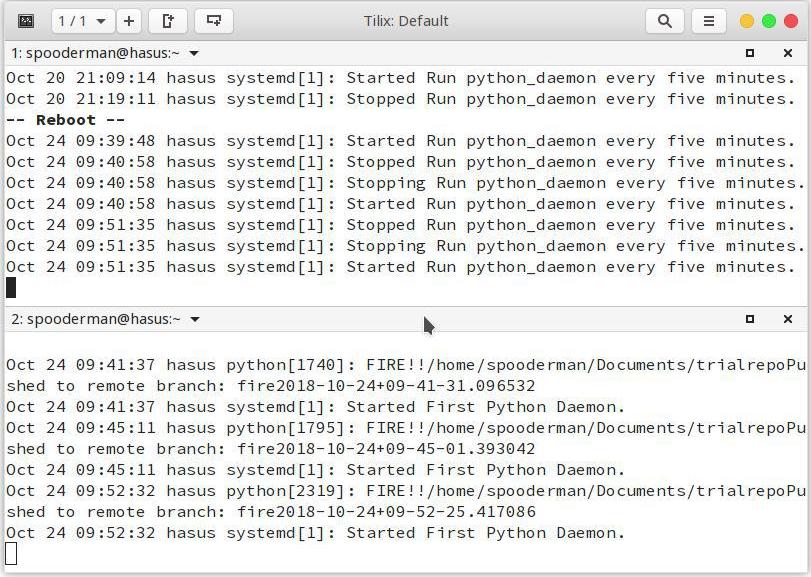 1 / 1
Tilix: Default
1: spooderman@hasus:~
Oct 20 21:09:14 hasus systemd[1]: Started Run python_daemon every five minutes.
Oct 20 21:19:11 hasus systemd[1]: Stopped Run python_daemon every five minutes.
-- Reboot --
Oct 24 09:39:48 hasus systemd[1]: Started Run python_daemon every five minutes.
Oct 24 09:40:58 hasus systemd[1]: Stopped Run python_daemon every five minutes.
Oct 24 09:40:58 hasus systemd[1]: Stopping Run python_daemon every five minutes.
Oct 24 09:40:58 hasus systemd[1]: Started Run python_daemon every five minutes.
Oct 24 09:51:35 hasus systemd[1]: Stopped Run python_daemon every five minutes.
Oct 24 09:51:35 hasus systemd[1]: Stopping Run python_daemon every five minutes.
Oct 24 09:51:35 hasus systemd[1]: Started Run python_daemon every five minutes.
2: spooderman@hasus:~
Oct 24 09:41:37 hasus python[1740]: FIRE!!/home/spooderman/Documents/trialrepoPu
shed to remote branch: fire2018-10-24+09-41-31.096532
Oct 24 09:41:37 hasus systemd[1]: Started First Python Daemon.
Oct 24 09:45:11 hasus python[1795]: FIRE!!/home/spooderman/Documents/trialrepoPu
shed to remote branch: fire2018-10-24+09-45-01.393042
Oct 24 09:45:11 hasus systemd[1]: Started First Python Daemon.
Oct 24 09:52:32 hasus python[2319]: FIRE!!/home/spooderman/Documents/trialrepoPu
shed to remote branch: fire2018-10-24+09-52-25.417086
Oct 24 09:52:32 hasus systemd[1]: Started First Python Daemon.